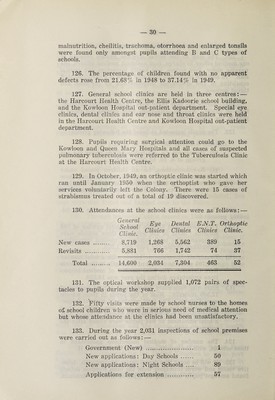 — 30 —
malnutrition, cheilitis, trachoma, otorrhoea and enlarged tonsils
were found only amongst pupils attending B and C types of
schools.
126. The percentage of children found with no apparent
defects rose from 21.63% in 1948 to 37.14% in 1949.
127. General school clinics are held in three centres:—
the Harcourt Health Centre, the Ellis Kadoorie school building,
and the Kowloon Hospital out-patient department. Special eye
clinics, dental clinics and ear nose and throat clinics were held
in the Harcourt Health Centre and Kowloon Hospital out-patient
department.
128. Pupils requiring surgical attention could go to the
Kowloon and Queen Mary Hospitals and all cases of suspected
pulmonary tuberculosis were referred to the Tuberculosis Clinic
at the Harcourt Health Centre.
129. In October, 1949, an orthoptic clinic was started which
ran until January 1950 when the orthoptist who gave her
services voluntarily left the Colony. There were 15 cases of
strabismus treated out of a total of 19 discovered.
130. Attendances at the school clinics were as follows:—
General School Clinic. Eye Clinics Dental Clinics E.N.T. Clinics Orthoptic Clinic.
New cases ........ 8,719 1,268 5,562 389 15
Revisits ........... 5,881 766 1,742 74 37
Total ......... 14,600 2,034 7,304 463 52
131. The optical workshop supplied 1,072 pairs of spec-
tacles to pupils during the year.
132. Fifty visits were made by school nurses to the homes
of school children who were in serious need of medical attention
but whose attendance at the clinics had been unsatisfactory.
133. During the year 2,031 inspections of school premises
were carried out as follows:—
Government (New) .................. 1
New applications: Day Schools ..... 50
New applications: Night Schools .... 89
Applications for extension ............ 57